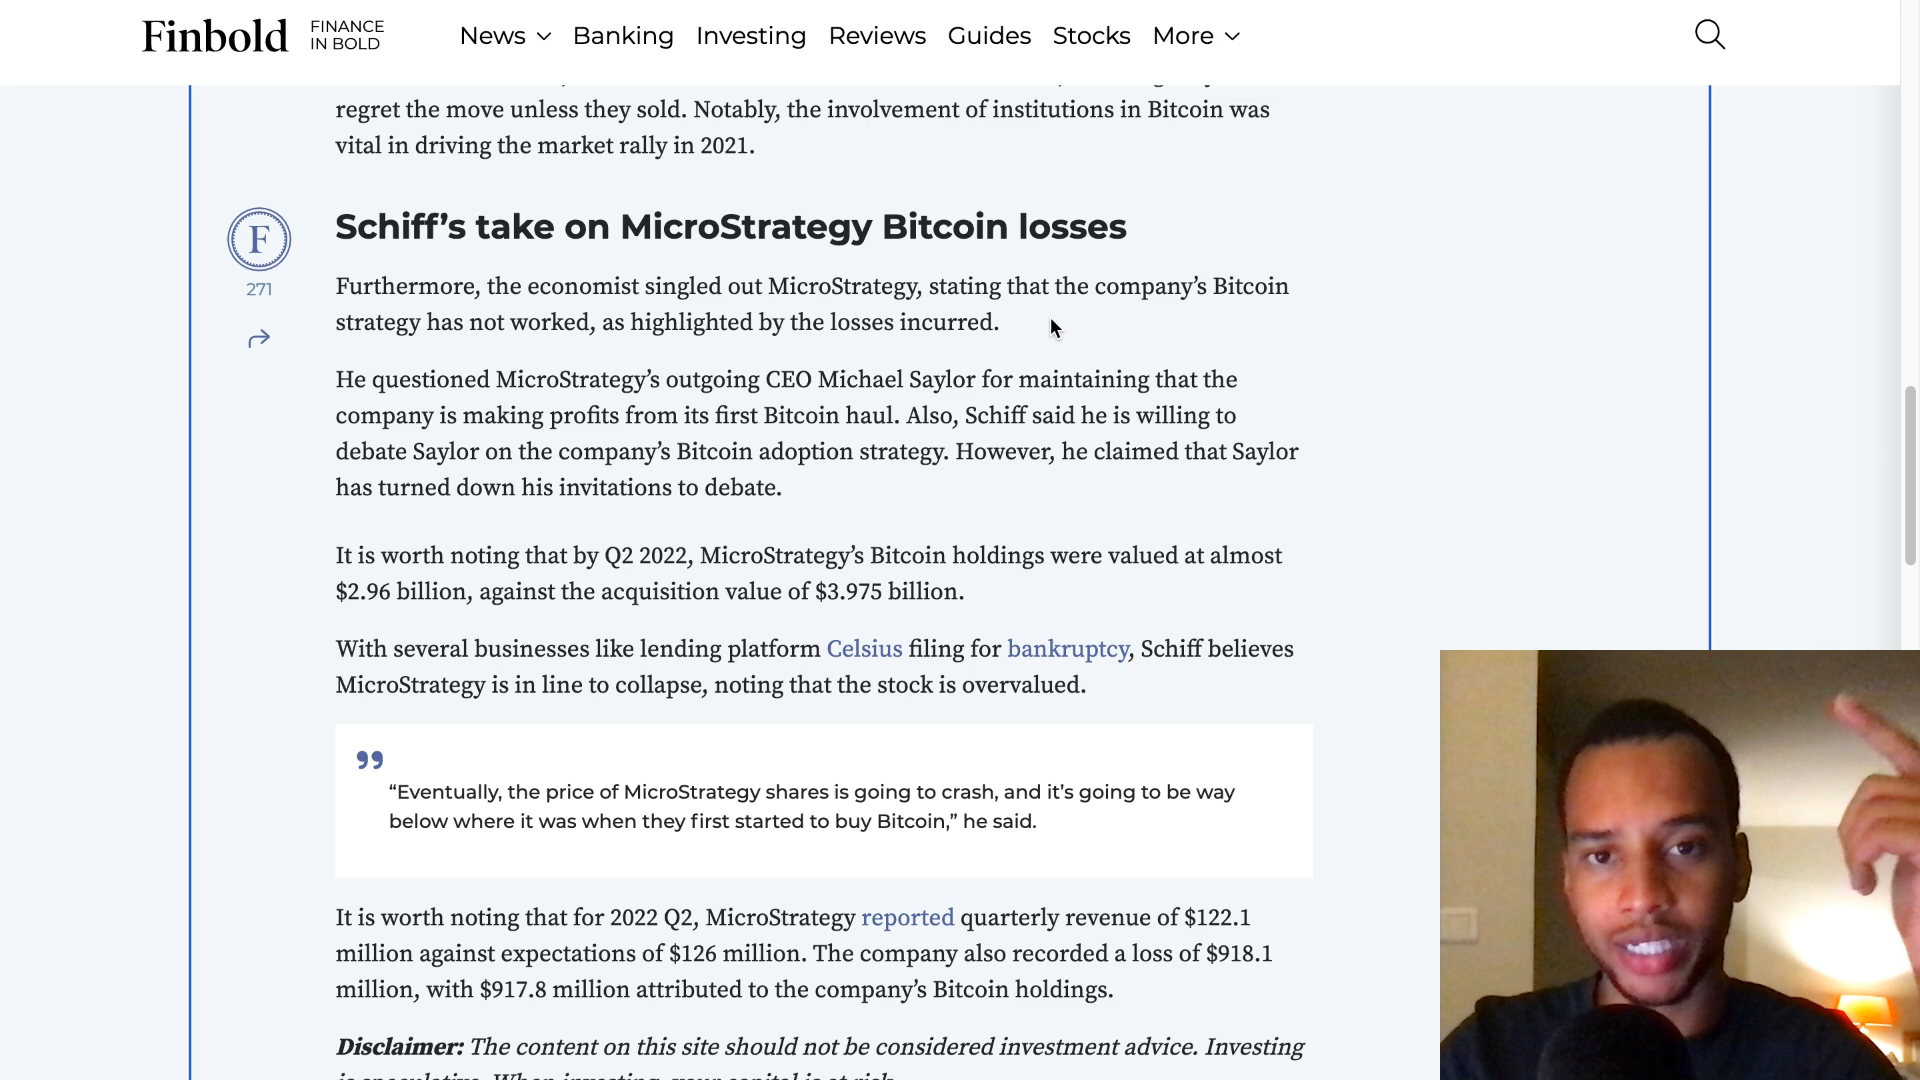 Finbold FINANCE IN BOLD News Banking Investing Reviews Guides Stocks More
regret the move unless they sold. Notably, the involvement of institutions in Bitcoin was
vital in driving the market rally in 2021.
Schiff’s take on MicroStrategy Bitcoin losses
F
271
Furthermore, the economist singled out MicroStrategy, stating that the company’s Bitcoin
strategy has not worked, as highlighted by the losses incurred.
He questioned MicroStrategy’s outgoing CEO Michael Saylor for maintaining that the
company is making profits from its first Bitcoin haul. Also, Schiff said he is willing to
debate Saylor on the company’s Bitcoin adoption strategy. However, he claimed that Saylor
has turned down his invitations to debate.
It is worth noting that by Q2 2022, MicroStrategy’s Bitcoin holdings were valued at almost
$2.96 billion, against the acquisition value of $3.975 billion.
With several businesses like lending platform Celsius filing for bankruptcy, Schiff believes
MicroStrategy is in line to collapse, noting that the stock is overvalued.
”
“Eventually, the price of MicroStrategy shares is going to crash, and it’s going to be way
below where it was when they first started to buy Bitcoin,” he said.
It is worth noting that for 2022 Q2, MicroStrategy reported quarterly revenue of $122.1
million against expectations of $126 million. The company also recorded a loss of $918.1
million, with $917.8 million attributed to the company’s Bitcoin holdings.
Disclaimer: The content on this site should not be considered investment advice. Investing
is speculative. When investing, your capital is at risk.